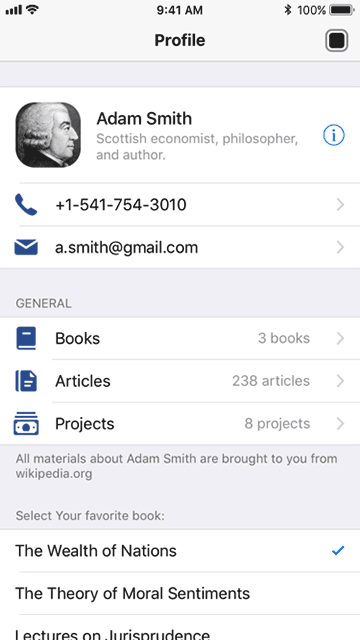 9:41 AM
100%
Profile
Adam Smith
Scottish economist, philosopher,
and author.
+1-541-754-3010
a.smith@gmail.com
GENERAL
Books 3 books
Articles 238 articles
Projects 8 projects
All materials about Adam Smith are brought to you from
wikipedia.org
Select Your favorite book:
The Wealth of Nations
The Theory of Moral Sentiments
Lectures on Jurisprudence